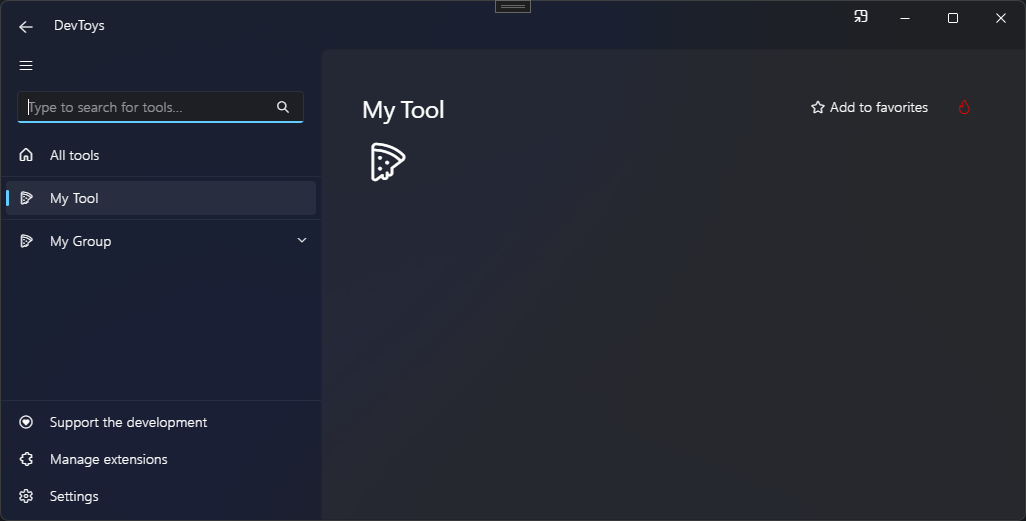 DevToys
Type to search for tools...
All tools
My Tool
My Group
Support the development
Manage extensions
Settings
My Tool
Add to favorites